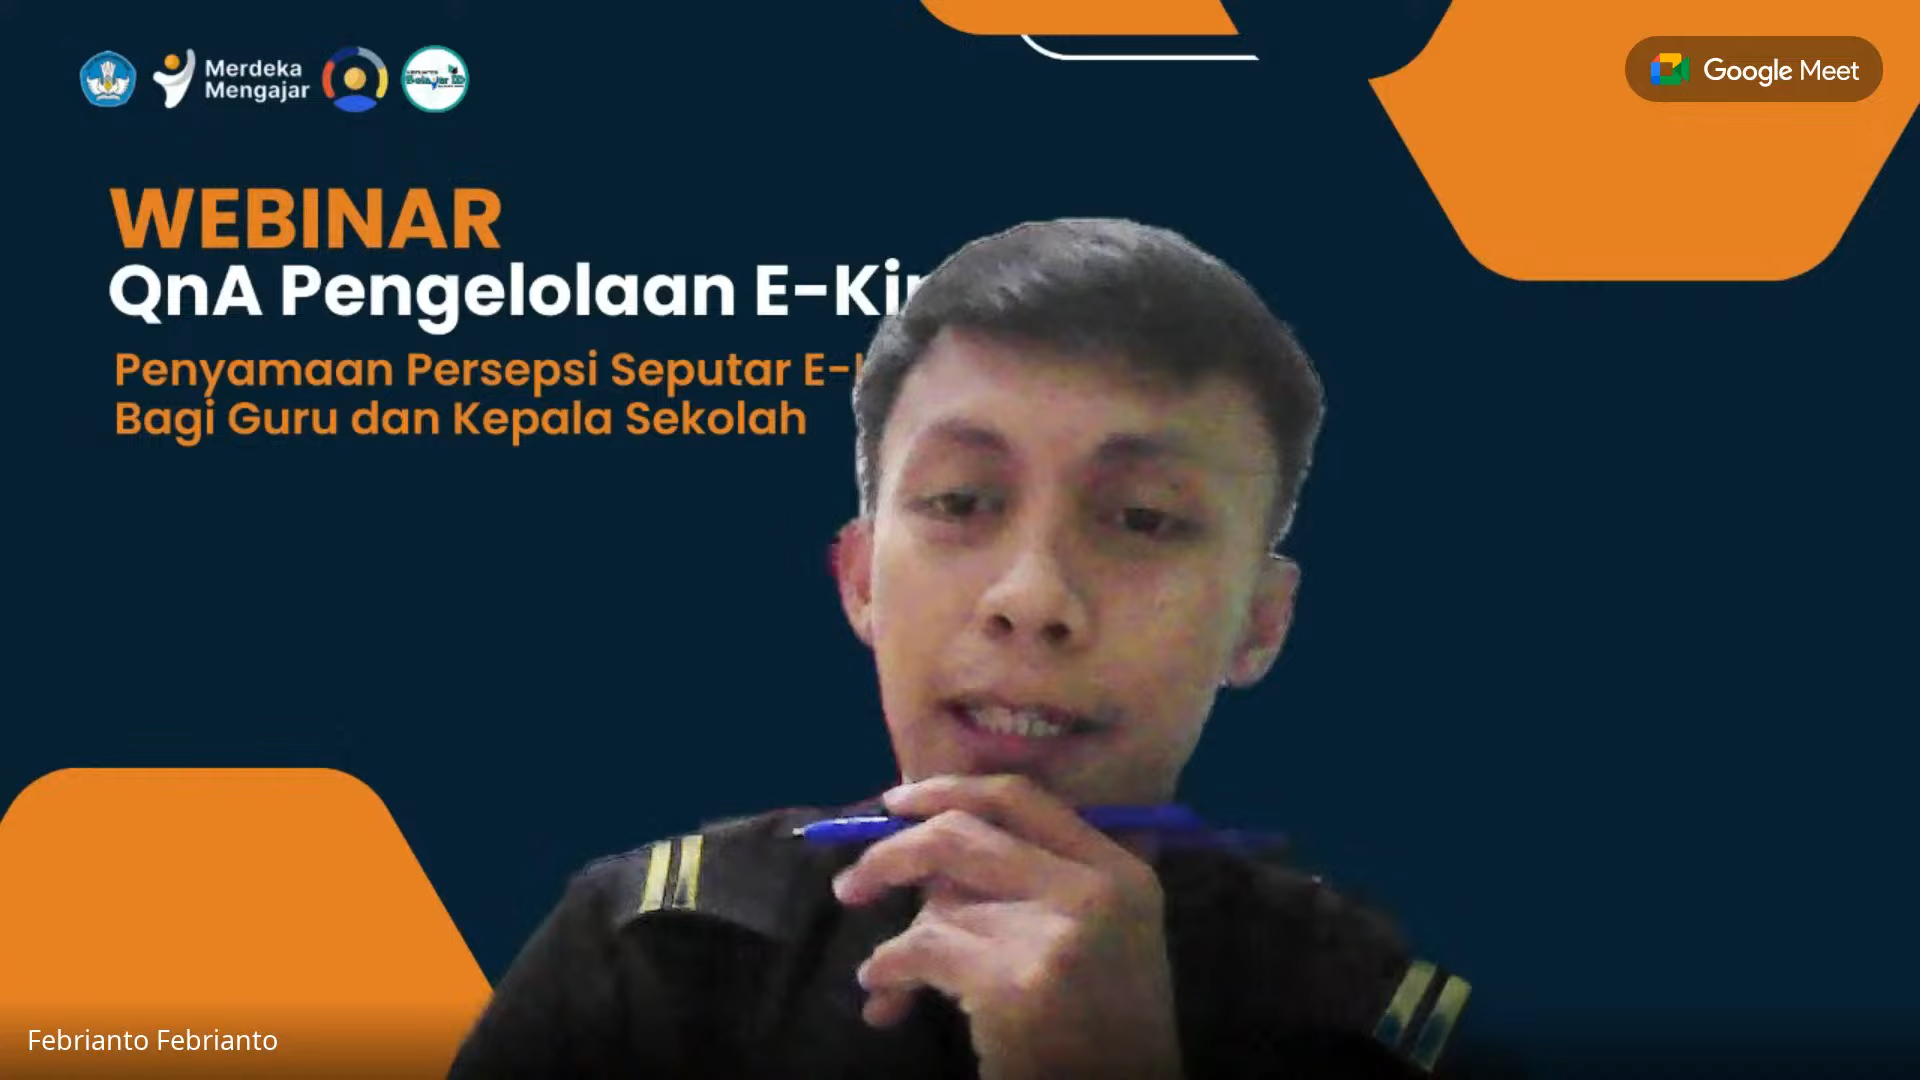 Merdeka
Mengajar
Google Meet
WEBINAR
QnA Pengelolaan E-Ki
Penyamaan Persepsi Seputar E-
Bagi Guru dan Kepala Sekolah
Febrianto Febrianto